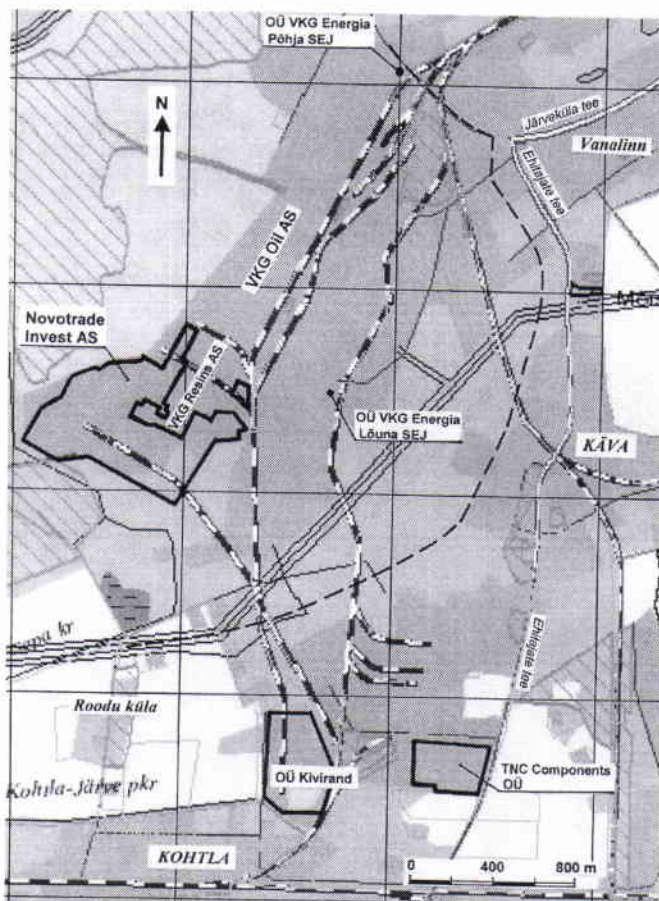 OÜ VKG Energia
Põhja SEJ
N
Järveküla tee
Vanalinn
Ehitajate tee
VKG Oil AS
Novotrade
Invest AS
VKG Resins AS
OÜ VKG Energia
Lõuna SEJ
KÄVA
Ehitajate tee
Roodu küla
OÜ Kivirand
TNC Components
OÜ
Kohtla-järve pkr
KOHTLA
0 400 800 m